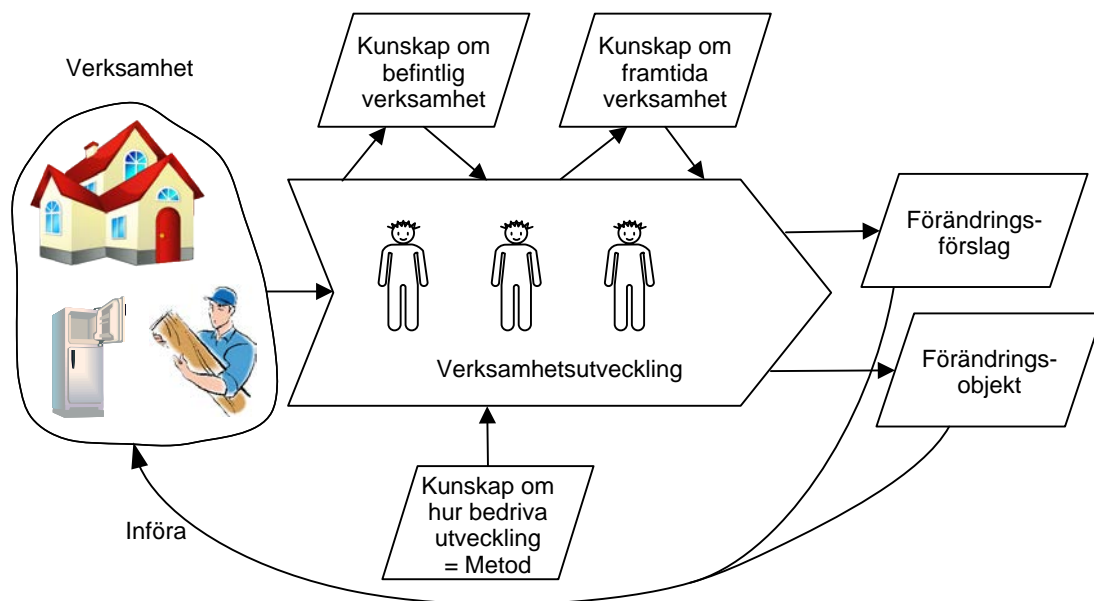 Verksamhet
Kunskap om
befintlig
verksamhet
Kunskap om
framtida
verksamhet
Förändrings-
förslag
Verksamhetsutveckling
Förändrings-
objekt
Kunskap om
hur bedriva
utveckling
= Metod
Införa